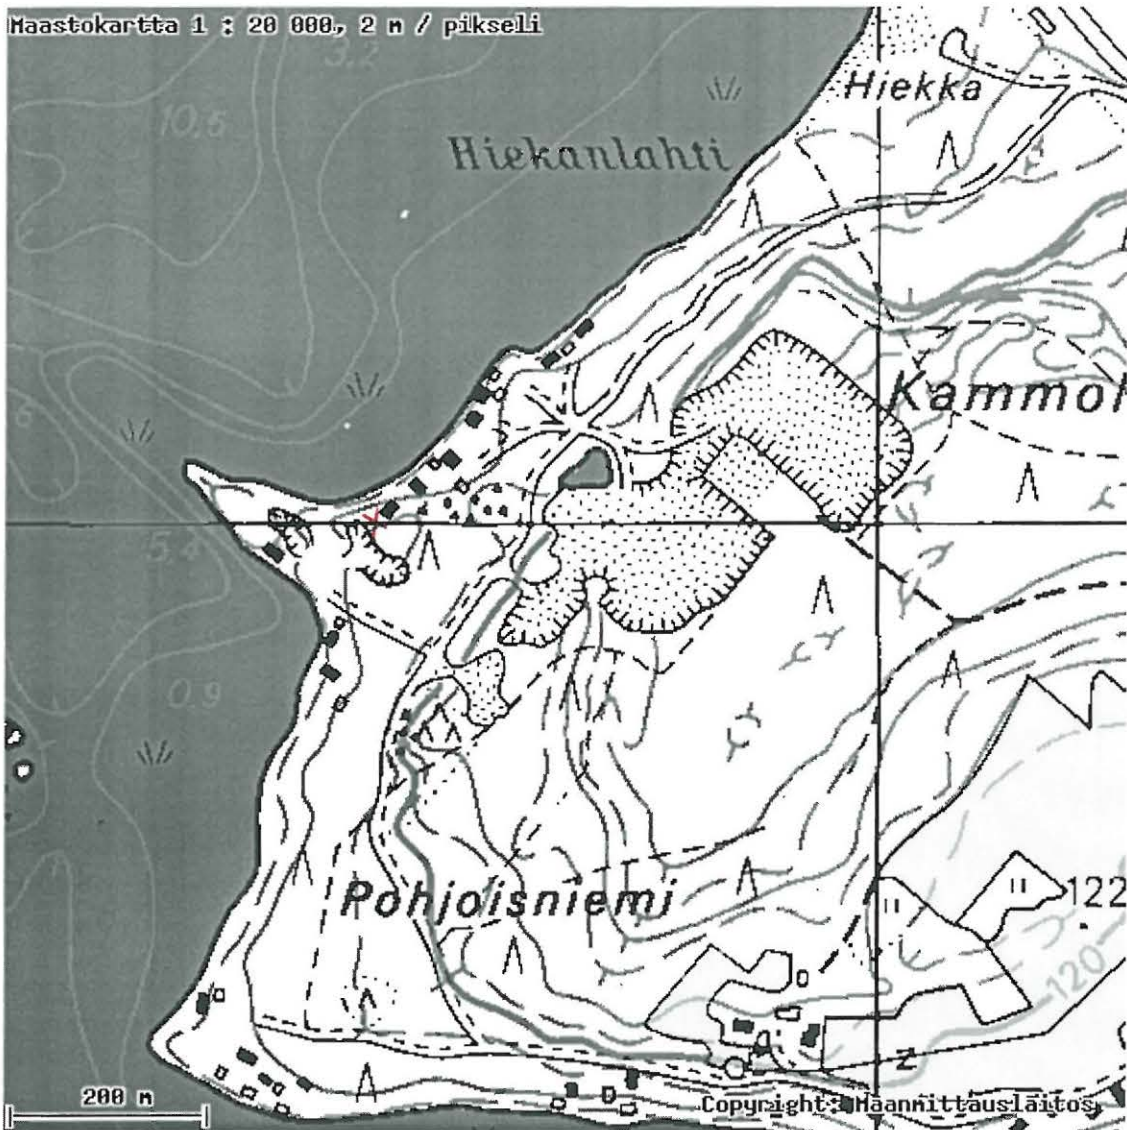 Maastokartta 1 : 20 000, 2 m / pikseli
3.2
Hiekka
10.5
Hiekanlahti
Kammol
6
5.4
0.9
Pohjoisniemi
122
120
200 m
Copyright: Maanmittauslaitos